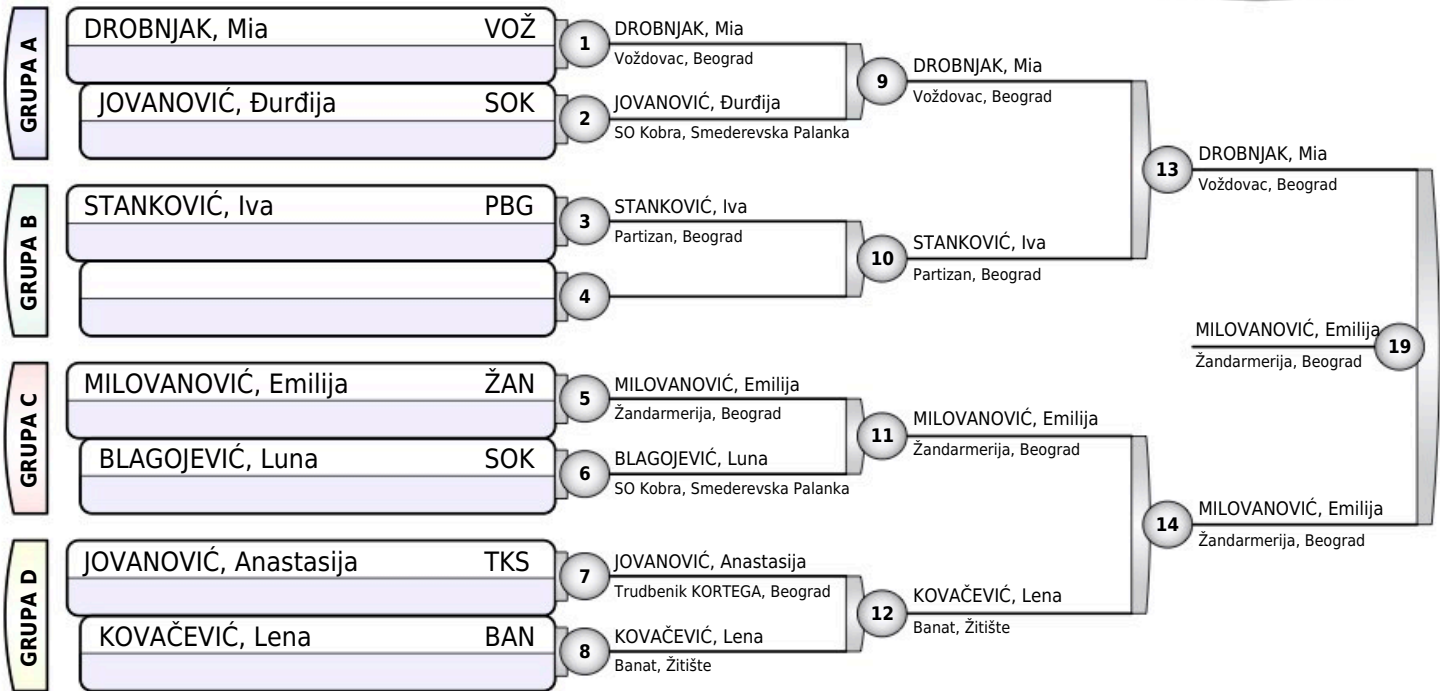 GRUPA A
DROBNJAK, Mia VOŽ
JOVANOVIĆ, Đurđija SOK
1
DROBNJAK, Mia
Voždovac, Beograd
2
JOVANOVIĆ, Đurđija
SO Kobra, Smederevska Palanka
9
DROBNJAK, Mia
Voždovac, Beograd
GRUPA B
STANKOVIĆ, Iva PBG
3
STANKOVIĆ, Iva
Partizan, Beograd
4
10
STANKOVIĆ, Iva
Partizan, Beograd
13
DROBNJAK, Mia
Voždovac, Beograd
GRUPA C
MILOVANOVIĆ, Emilija ŽAN
BLAGOJEVIĆ, Luna SOK
5
MILOVANOVIĆ, Emilija
Žandarmerija, Beograd
6
BLAGOJEVIĆ, Luna
SO Kobra, Smederevska Palanka
11
MILOVANOVIĆ, Emilija
Žandarmerija, Beograd
GRUPA D
JOVANOVIĆ, Anastasija TKS
KOVAČEVIĆ, Lena BAN
7
JOVANOVIĆ, Anastasija
Trudbenik KORTEGA, Beograd
8
KOVAČEVIĆ, Lena
Banat, Žitište
12
KOVAČEVIĆ, Lena
Banat, Žitište
14
MILOVANOVIĆ, Emilija
Žandarmerija, Beograd
MILOVANOVIĆ, Emilija
Žandarmerija, Beograd
19